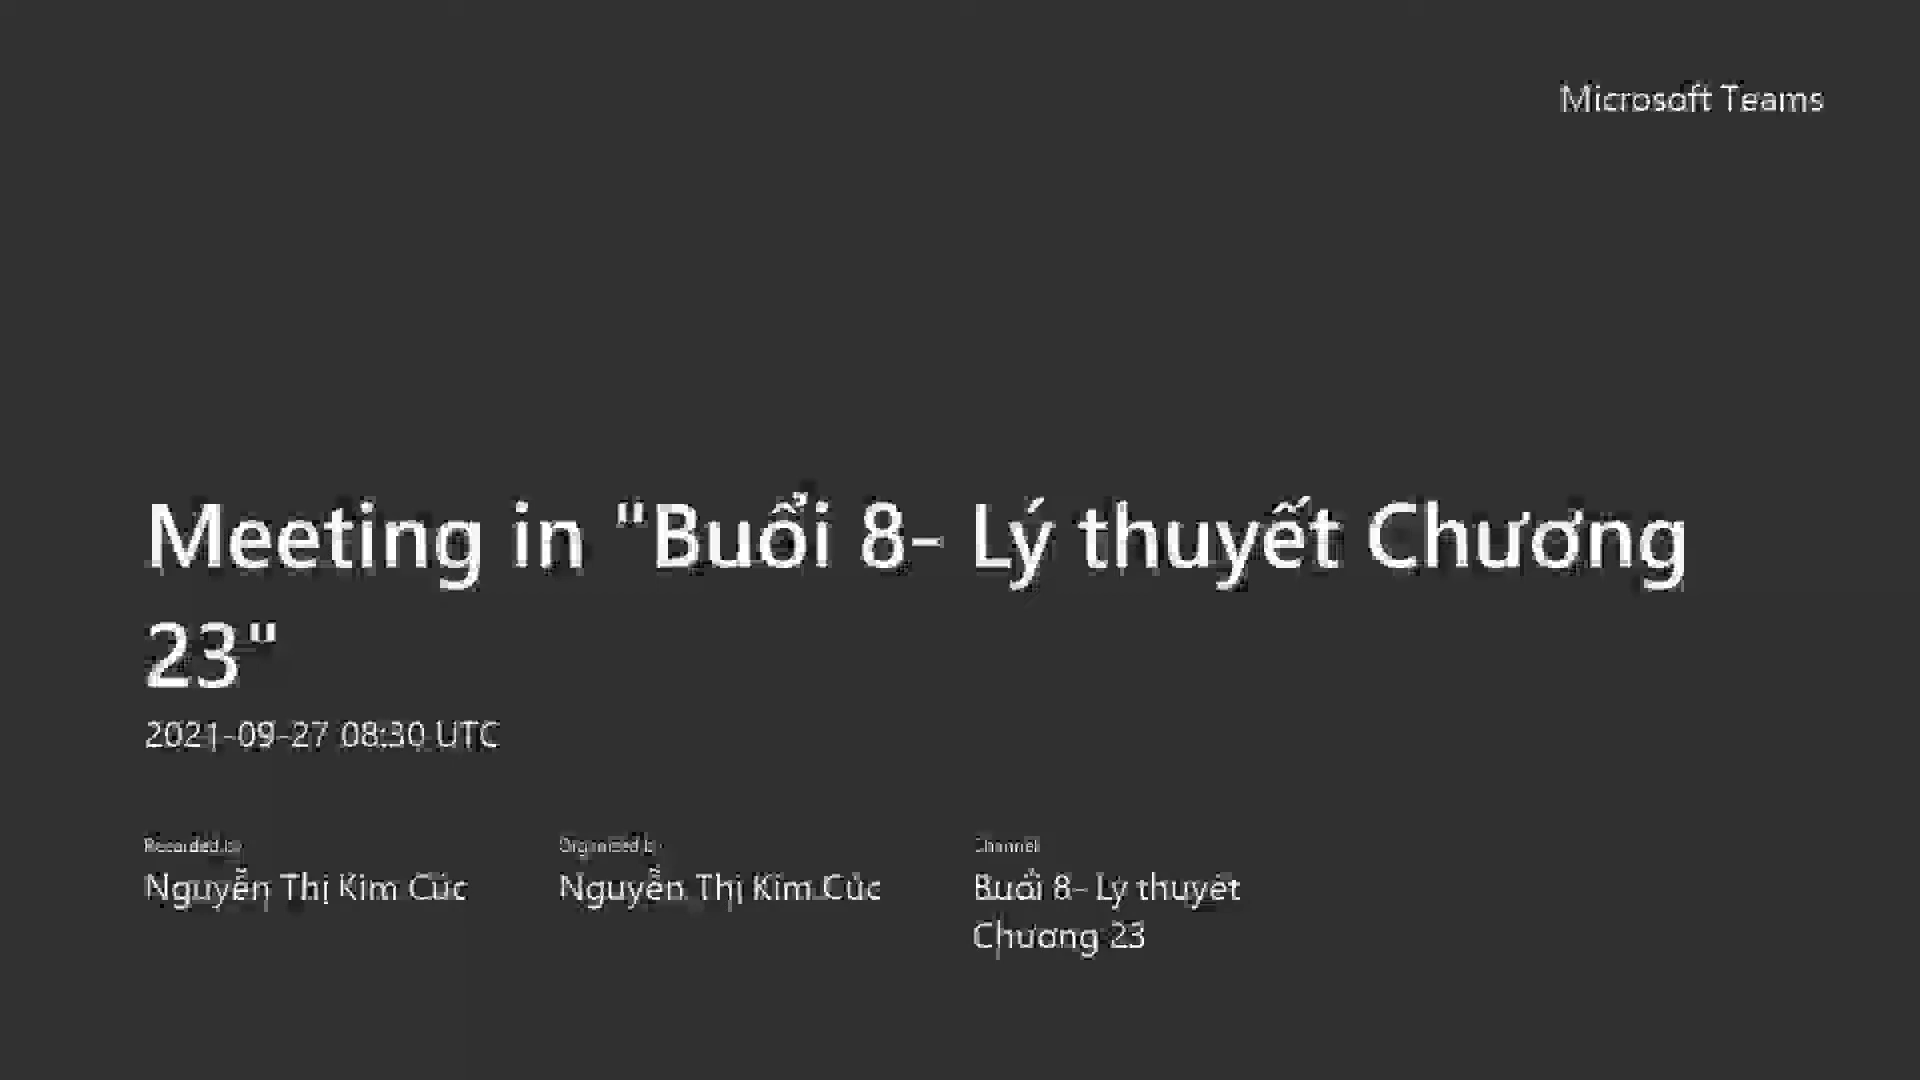 Microsoft Teams
Meeting in "Buổi 8- Lý thuyết Chương
23"
2021-09-27 08:30 UTC
Recorded by
Organized by
Channel
Nguyễn Thị Kim Cúc
Nguyễn Thị Kim Cúc
Buổi 8- Lý thuyết
Chương 23